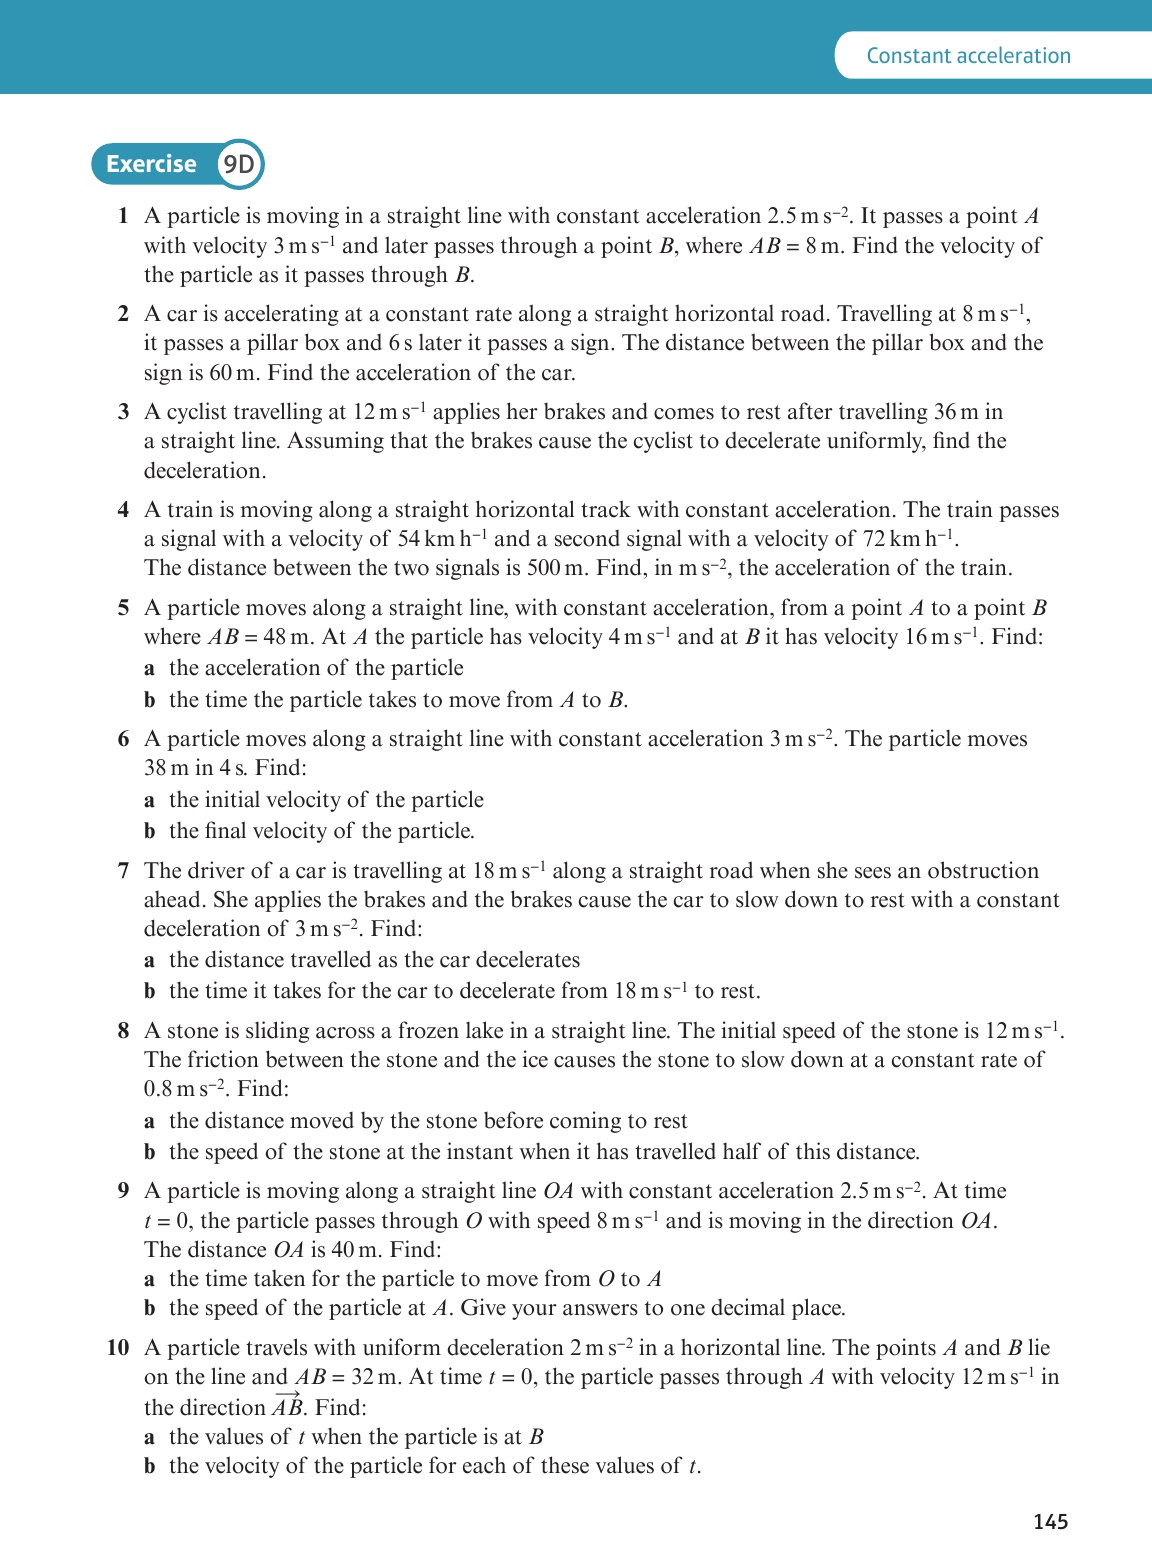 Constant acceleration
Exercise 9D
1 A particle is moving in a straight line with constant acceleration 2.5 m s⁻². It passes a point A
with velocity 3 m s⁻¹ and later passes through a point B, where AB = 8 m. Find the velocity of
the particle as it passes through B.
2 A car is accelerating at a constant rate along a straight horizontal road. Travelling at 8 m s⁻¹,
it passes a pillar box and 6 s later it passes a sign. The distance between the pillar box and the
sign is 60 m. Find the acceleration of the car.
3 A cyclist travelling at 12 m s⁻¹ applies her brakes and comes to rest after travelling 36 m in
a straight line. Assuming that the brakes cause the cyclist to decelerate uniformly, find the
deceleration.
4 A train is moving along a straight horizontal track with constant acceleration. The train passes
a signal with a velocity of 54 km h⁻¹ and a second signal with a velocity of 72 km h⁻¹.
The distance between the two signals is 500 m. Find, in m s⁻², the acceleration of the train.
5 A particle moves along a straight line, with constant acceleration, from a point A to a point B
where AB = 48 m. At A the particle has velocity 4 m s⁻¹ and at B it has velocity 16 m s⁻¹. Find:
a the acceleration of the particle
b the time the particle takes to move from A to B.
6 A particle moves along a straight line with constant acceleration 3 m s⁻². The particle moves
38 m in 4 s. Find:
a the initial velocity of the particle
b the final velocity of the particle.
7 The driver of a car is travelling at 18 m s⁻¹ along a straight road when she sees an obstruction
ahead. She applies the brakes and the brakes cause the car to slow down to rest with a constant
deceleration of 3 m s⁻². Find:
a the distance travelled as the car decelerates
b the time it takes for the car to decelerate from 18 m s⁻¹ to rest.
8 A stone is sliding across a frozen lake in a straight line. The initial speed of the stone is 12 m s⁻¹.
The friction between the stone and the ice causes the stone to slow down at a constant rate of
0.8 m s⁻². Find:
a the distance moved by the stone before coming to rest
b the speed of the stone at the instant when it has travelled half of this distance.
9 A particle is moving along a straight line OA with constant acceleration 2.5 m s⁻². At time
t = 0, the particle passes through O with speed 8 m s⁻¹ and is moving in the direction OA.
The distance OA is 40 m. Find:
a the time taken for the particle to move from O to A
b the speed of the particle at A. Give your answers to one decimal place.
10 A particle travels with uniform deceleration 2 m s⁻² in a horizontal line. The points A and B lie
on the line and AB = 32 m. At time t = 0, the particle passes through A with velocity 12 m s⁻¹ in
the direction A⃗B⃗. Find:
a the values of t when the particle is at B
b the velocity of the particle for each of these values of t.
145